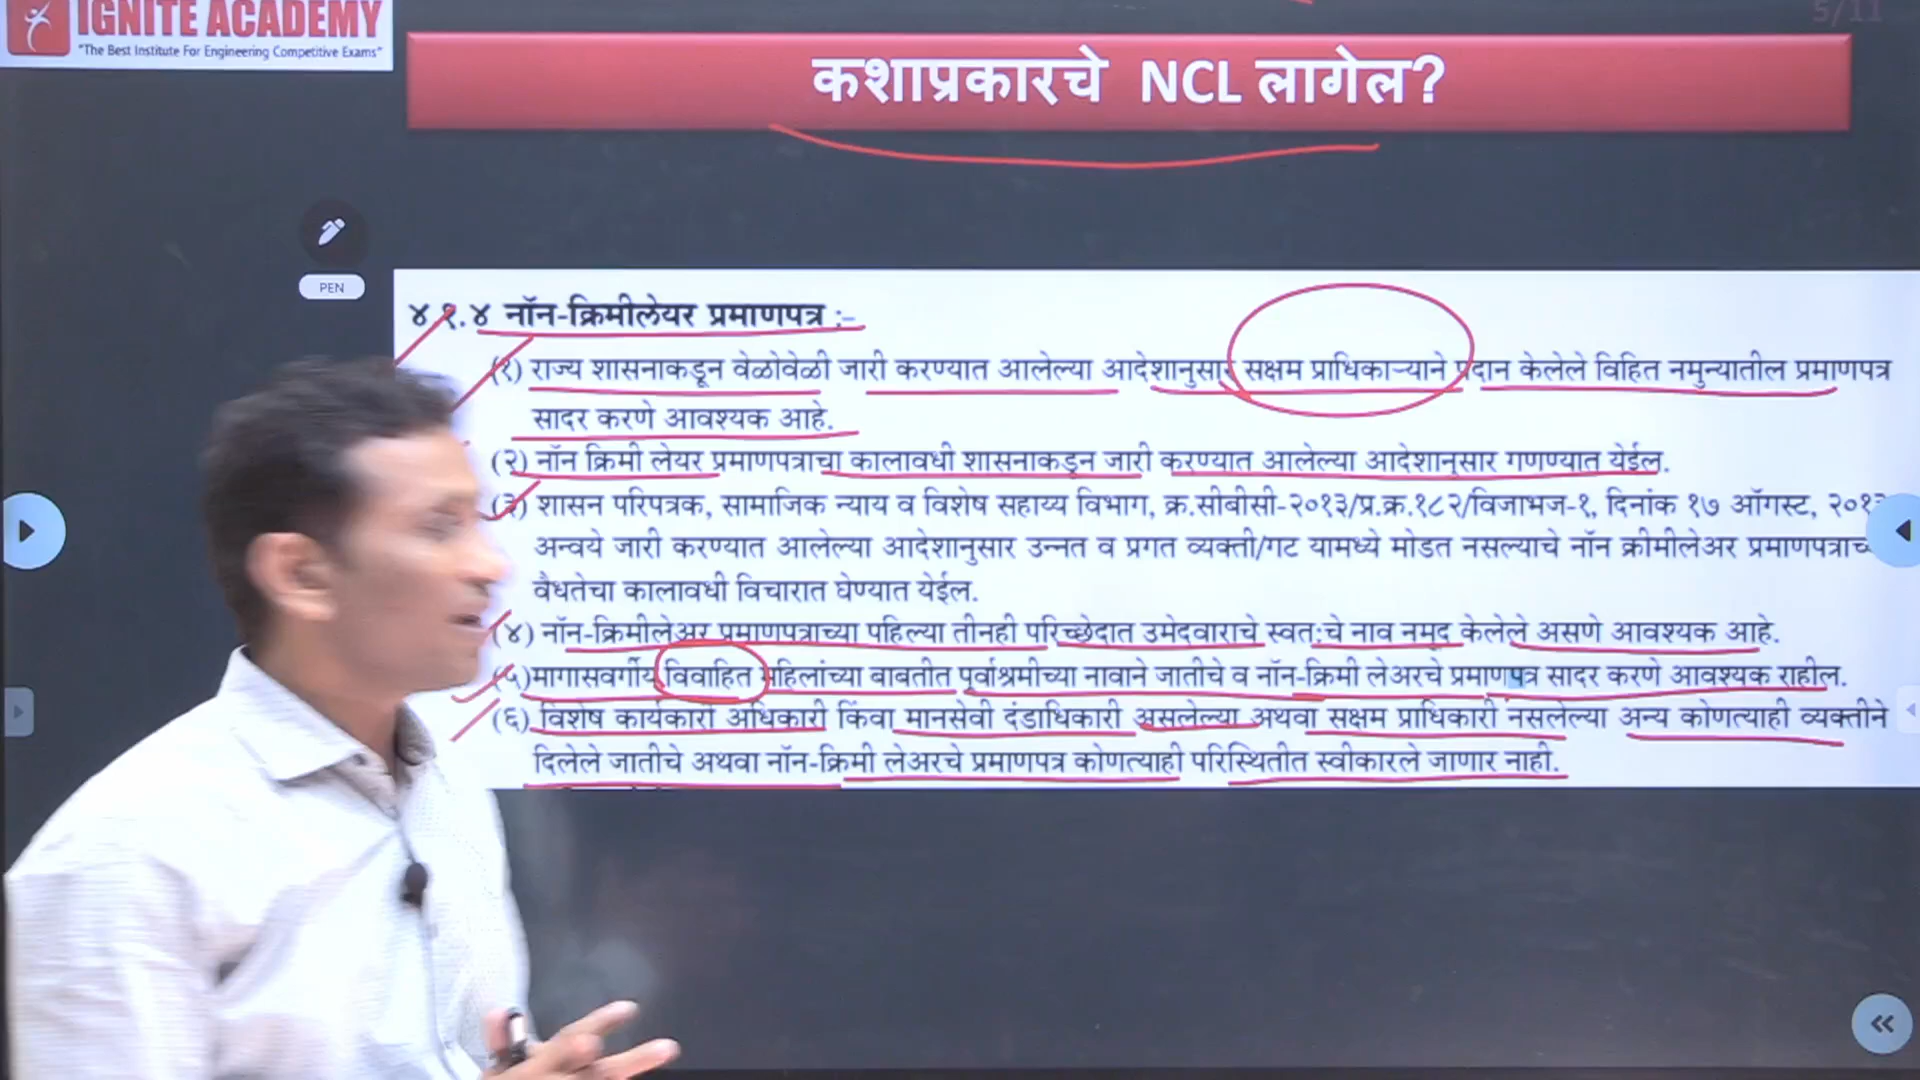 IGNITE ACADEMY
"The Best Institute For Engineering Competitive Exams"
5/11
कशाप्रकारचे NCL लागेल?
PEN
४.१.४ नॉन-क्रिमीलेयर प्रमाणपत्र :-
(१) राज्य शासनाकडून वेळोवेळी जारी करण्यात आलेल्या आदेशानुसार सक्षम प्राधिकाऱ्याने प्रदान केलेले विहित नमुन्यातील प्रमाणपत्र
सादर करणे आवश्यक आहे.
(२) नॉन क्रिमी लेयर प्रमाणपत्राचा कालावधी शासनाकडून जारी करण्यात आलेल्या आदेशानुसार गणण्यात येईल.
(३) शासन परिपत्रक, सामाजिक न्याय व विशेष सहाय्य विभाग, क्र.सीबीसी-२०१३/प्र.क्र.१८२/विजाभज-१, दिनांक १७ ऑगस्ट, २०१३
अन्वये जारी करण्यात आलेल्या आदेशानुसार उन्नत व प्रगत व्यक्ती/गट यामध्ये मोडत नसल्याचे नॉन क्रीमीलेअर प्रमाणपत्राच्या
वैधतेचा कालावधी विचारात घेण्यात येईल.
(४) नॉन-क्रिमीलेअर प्रमाणपत्राच्या पहिल्या तीनही परिच्छेदात उमेदवाराचे स्वत:चे नाव नमूद केलेले असणे आवश्यक आहे.
(५)मागासवर्गीय विवाहित महिलांच्या बाबतीत पूर्वाश्रमीच्या नावाने जातीचे व नॉन-क्रिमी लेअरचे प्रमाणपत्र सादर करणे आवश्यक राहील.
(६) विशेष कार्यकारी अधिकारी किंवा मानसेवी दंडाधिकारी असलेल्या अथवा सक्षम प्राधिकारी नसलेल्या अन्य कोणत्याही व्यक्तीने
दिलेले जातीचे अथवा नॉन-क्रिमी लेअरचे प्रमाणपत्र कोणत्याही परिस्थितीत स्वीकारले जाणार नाही.